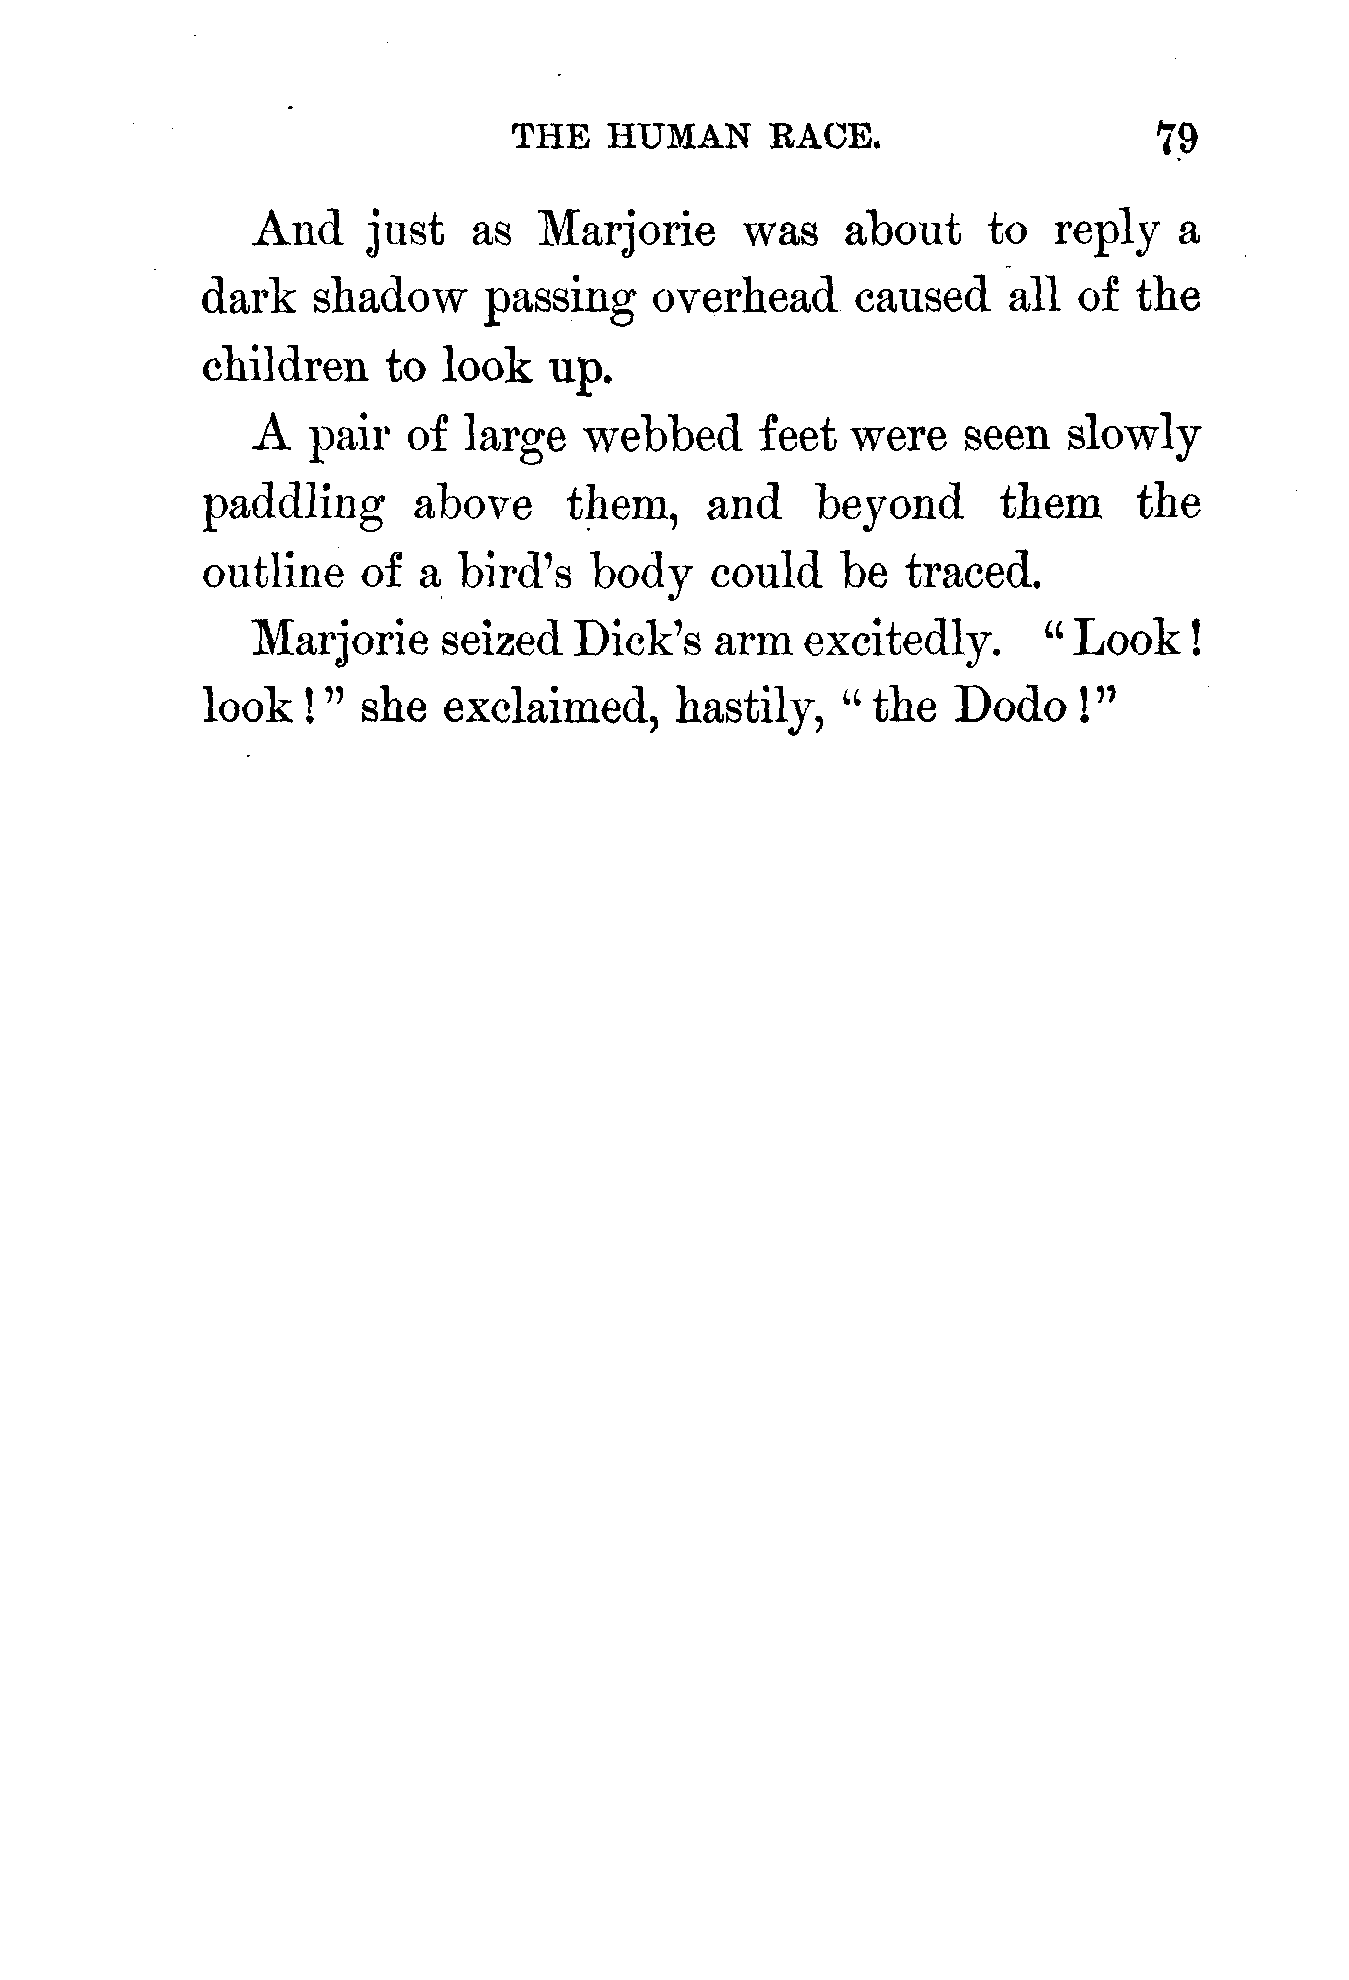 THE HUMAN RACE. 79
And just as Marjorie was about to reply a
dark shadow passing overhead caused all of the
children to look up.
A pair of large webbed feet were seen slowly
paddling above them, and beyond them the
outline of a bird's body could be traced.
Marjorie seized Dick's arm excitedly. "Look!
look!" she exclaimed, hastily, "the Dodo!"